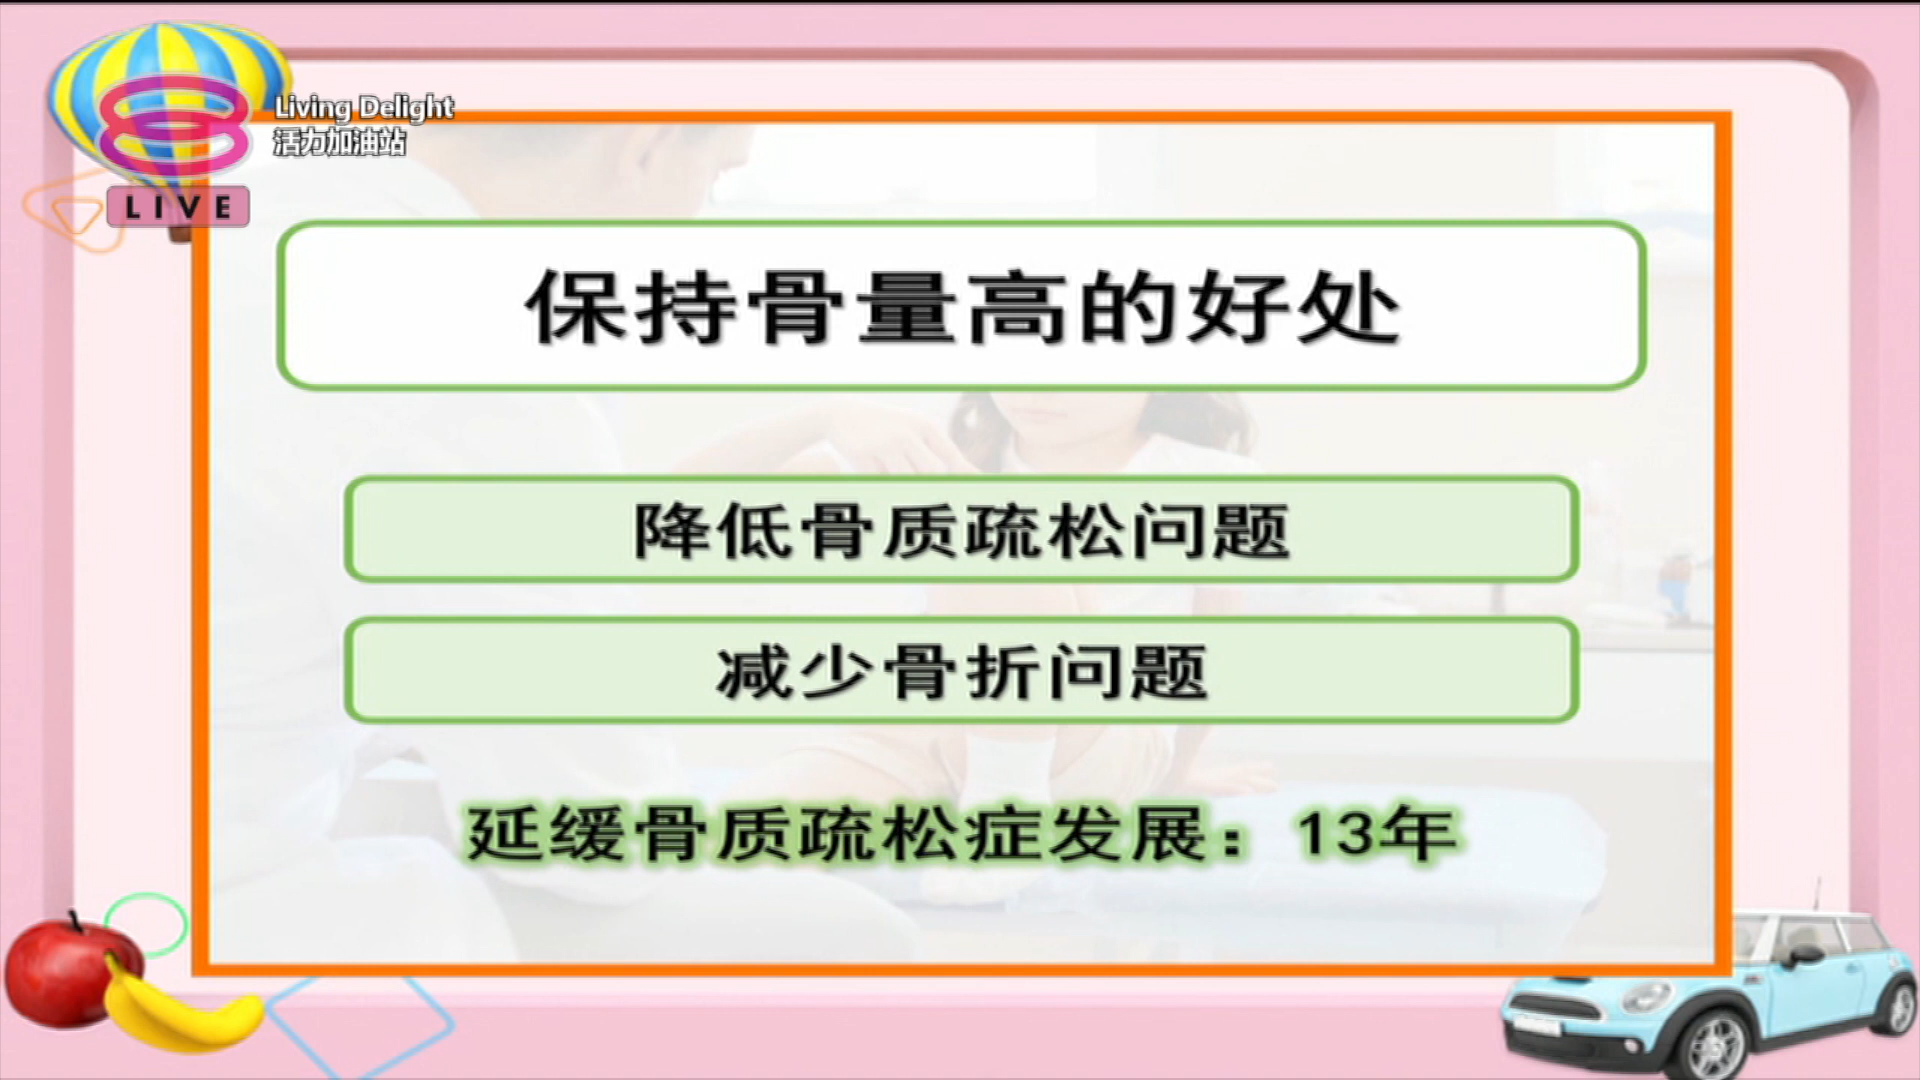 Living Delight
活力加油站
LIVE
保持骨量高的好处
降低骨质疏松问题
减少骨折问题
延缓骨质疏松症发展：13年